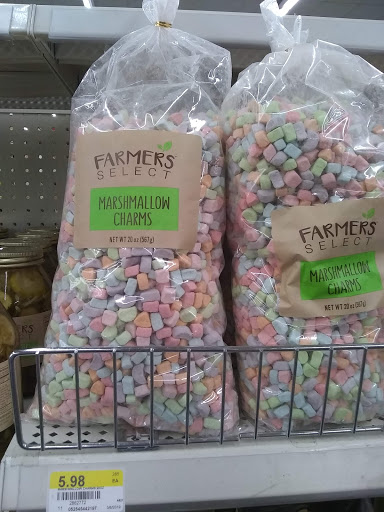 FARMERS
SELECT
MARSHMALLOW
CHARMS
NET WT 20 oz (567g)
FARMERS
SELECT
MARSHMALLOW
CHARMS
NET WT 20 oz (567g)
5.98